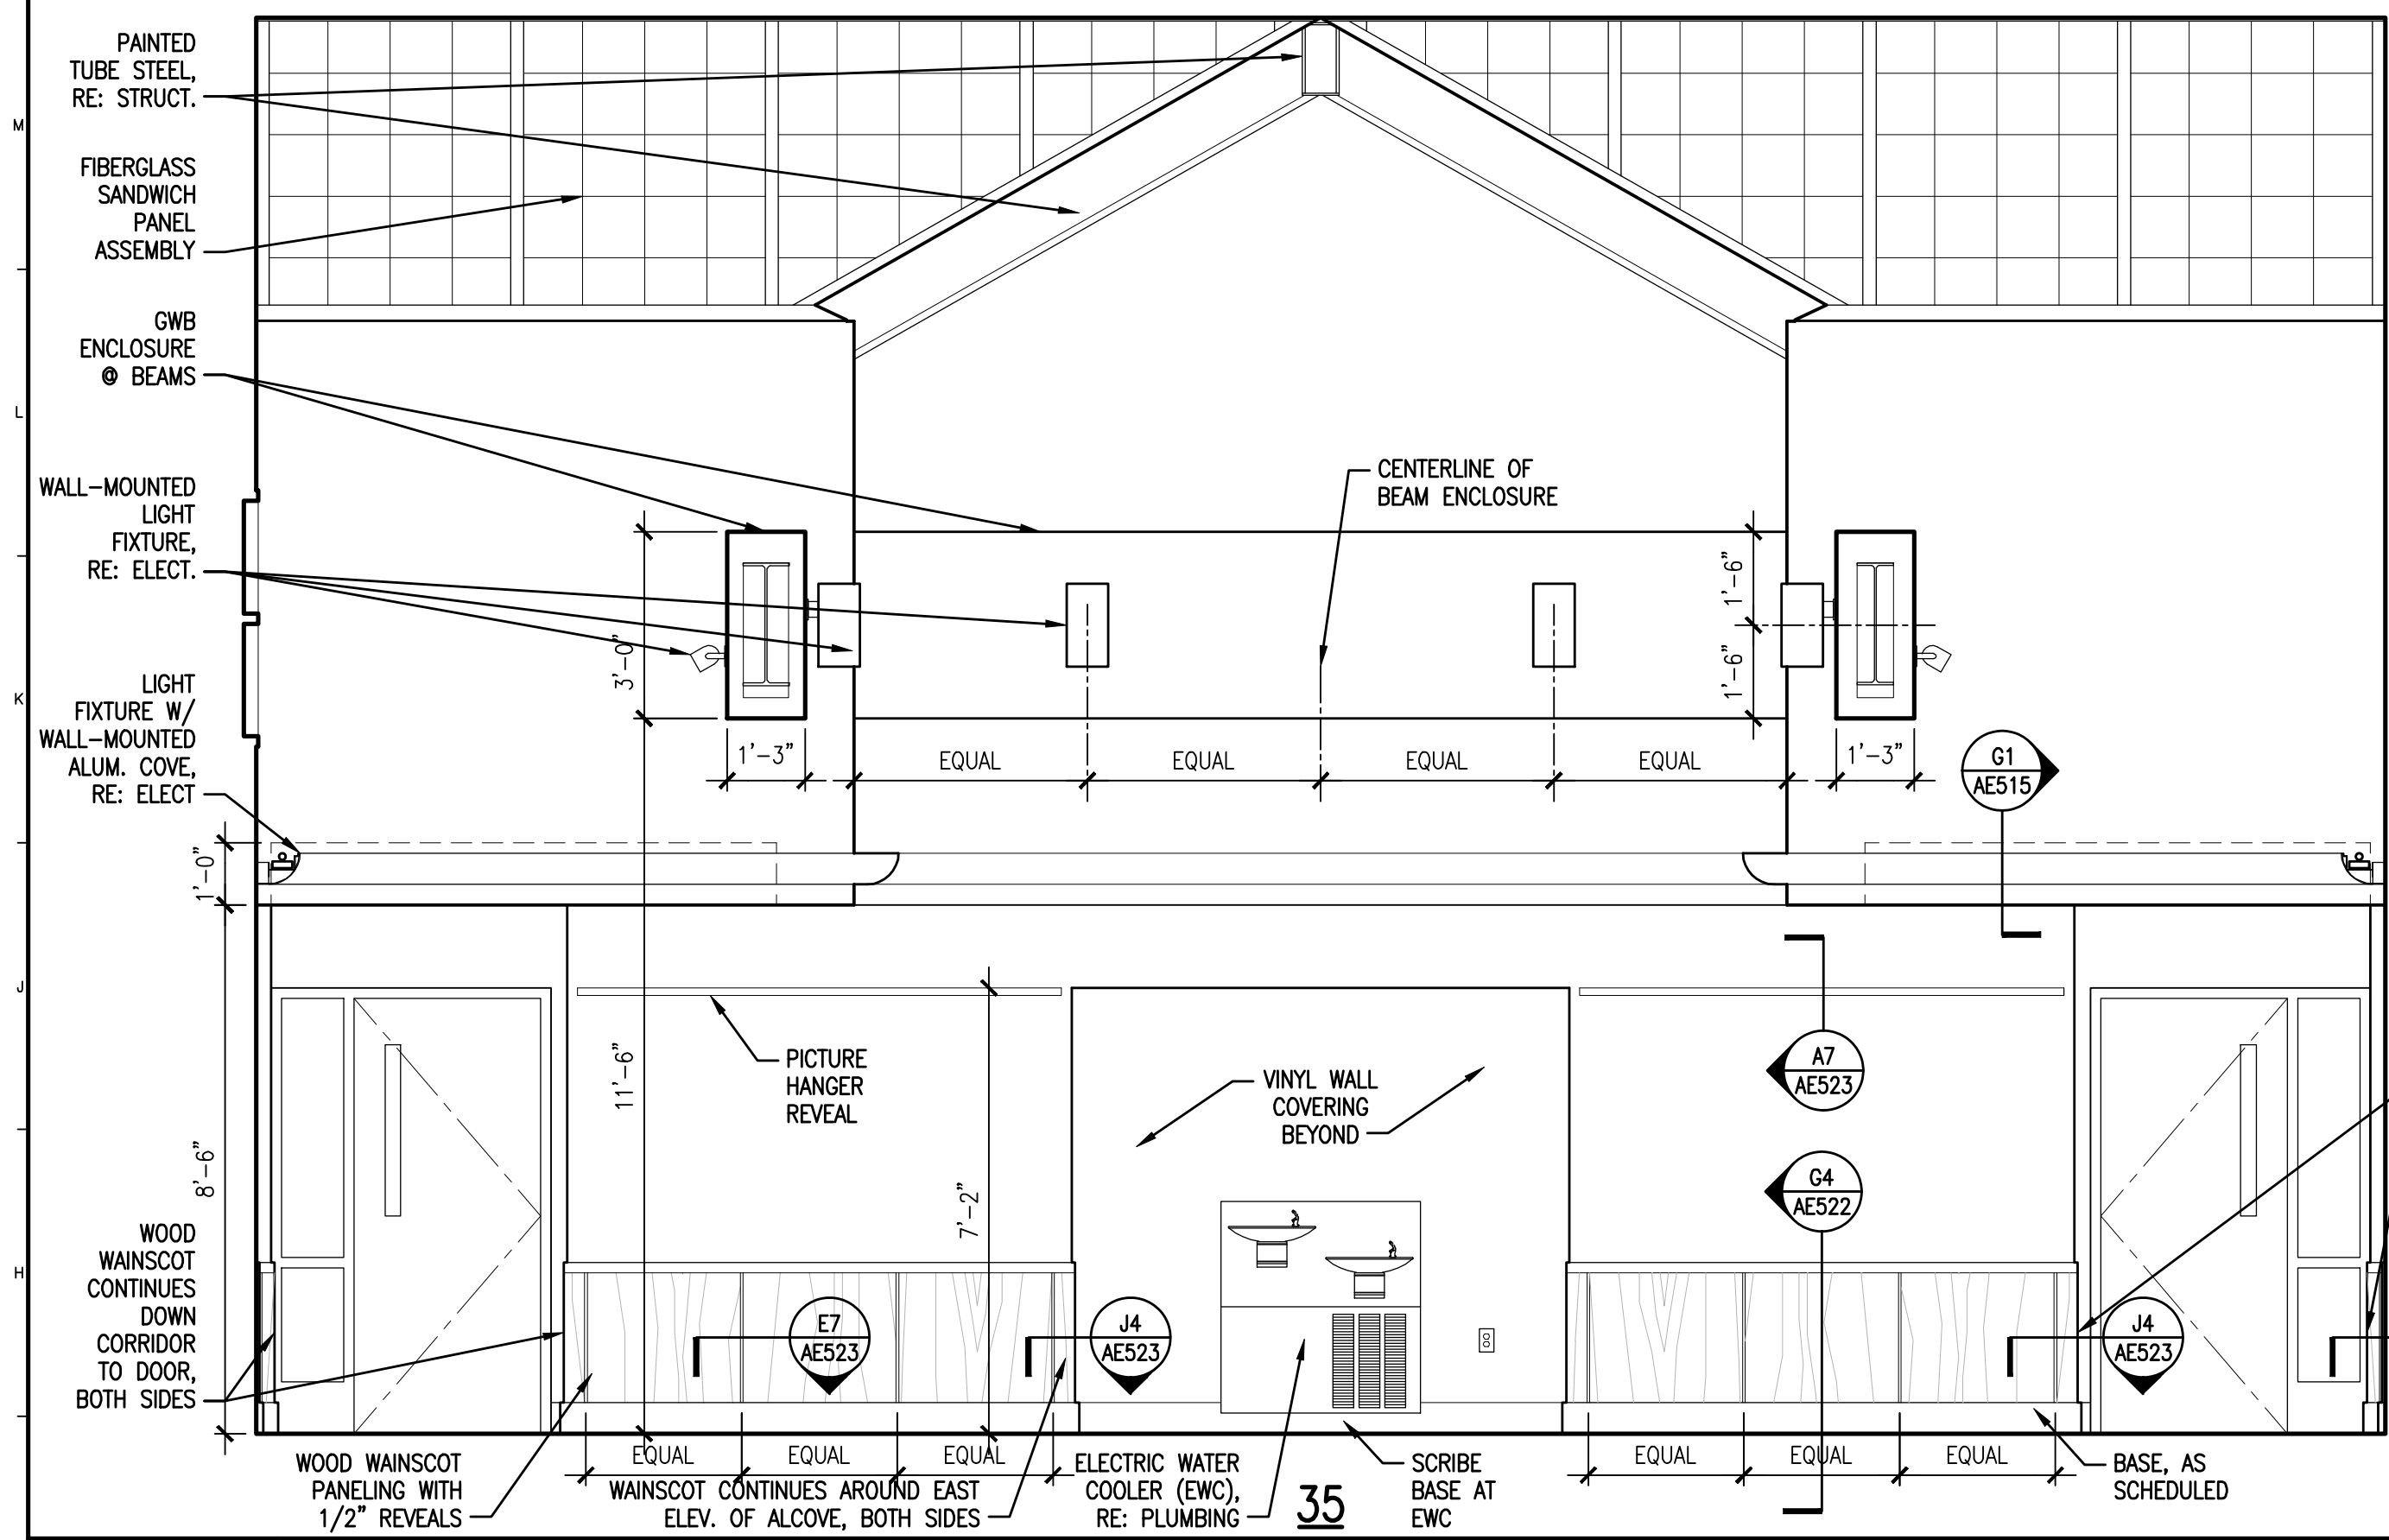 PAINTED
TUBE STEEL,
RE: STRUCT.
M
FIBERGLASS
SANDWICH
PANEL
ASSEMBLY
GWB
ENCLOSURE
@ BEAMS
L
CENTERLINE OF
BEAM ENCLOSURE
WALL-MOUNTED
LIGHT
FIXTURE,
RE: ELECT.
3'-0"
1'-6"
1'-6"
K
LIGHT
FIXTURE W/
WALL-MOUNTED
ALUM. COVE,
RE: ELECT
1'-3"
EQUAL
EQUAL
EQUAL
EQUAL
1'-3"
G1
AE515
1'-0"
J
PICTURE
HANGER
REVEAL
11'-6"
7'-2"
8'-6"
VINYL WALL
COVERING
BEYOND
A7
AE523
G4
AE522
H
WOOD
WAINSCOT
CONTINUES
DOWN
CORRIDOR
TO DOOR,
BOTH SIDES
E7
AE523
J4
AE523
J4
AE523
EQUAL
EQUAL
EQUAL
EQUAL
EQUAL
EQUAL
WOOD WAINSCOT
PANELING WITH
1/2" REVEALS
WAINSCOT CONTINUES AROUND EAST
ELEV. OF ALCOVE, BOTH SIDES
ELECTRIC WATER
COOLER (EWC),
RE: PLUMBING
35
SCRIBE
BASE AT
EWC
BASE, AS
SCHEDULED